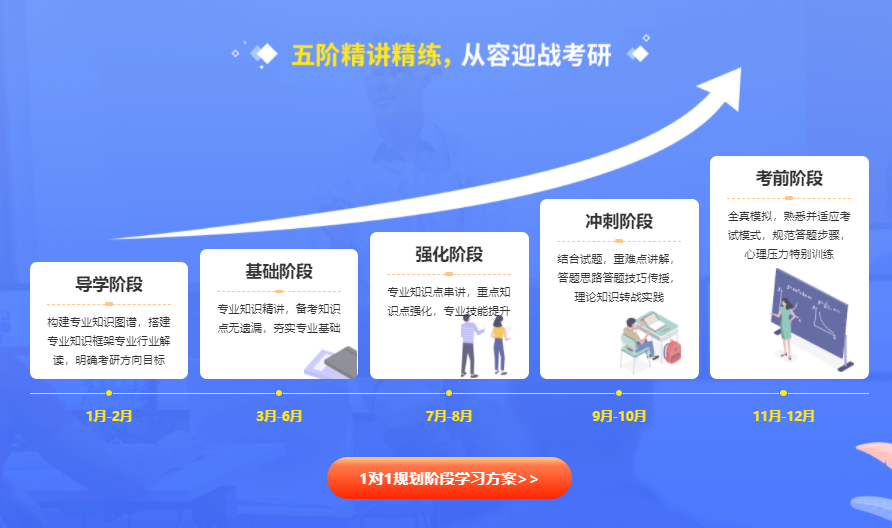 五阶精讲精练，从容迎战考研
导学阶段
构建专业知识图谱，搭建
专业知识框架专业行业解
读，明确考研方向目标
基础阶段
专业知识精讲，备考知识
点无遗漏，夯实专业基础
强化阶段
专业知识点串讲，重点知
识点强化，专业技能提升
冲刺阶段
结合试题，重难点讲解，
答题思路答题技巧传授，
理论知识转战实践
考前阶段
全真模拟，熟悉并适应考
试模式，规范答题步骤，
心理压力特别训练
1月-2月
3月-6月
7月-8月
9月-10月
11月-12月
1对1规划阶段学习方案>>